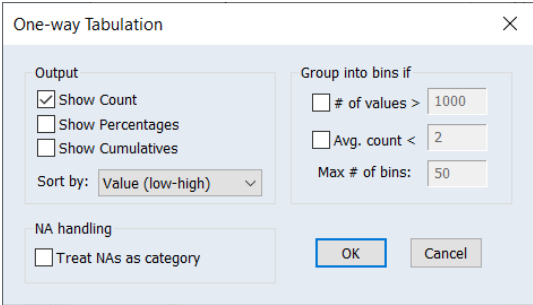 One-way Tabulation
Output
Show Count
Show Percentages
Show Cumulatives
Sort by: Value (low-high)
Group into bins if
# of values > 1000
Avg. count < 2
Max # of bins: 50
NA handling
Treat NAs as category
OK Cancel